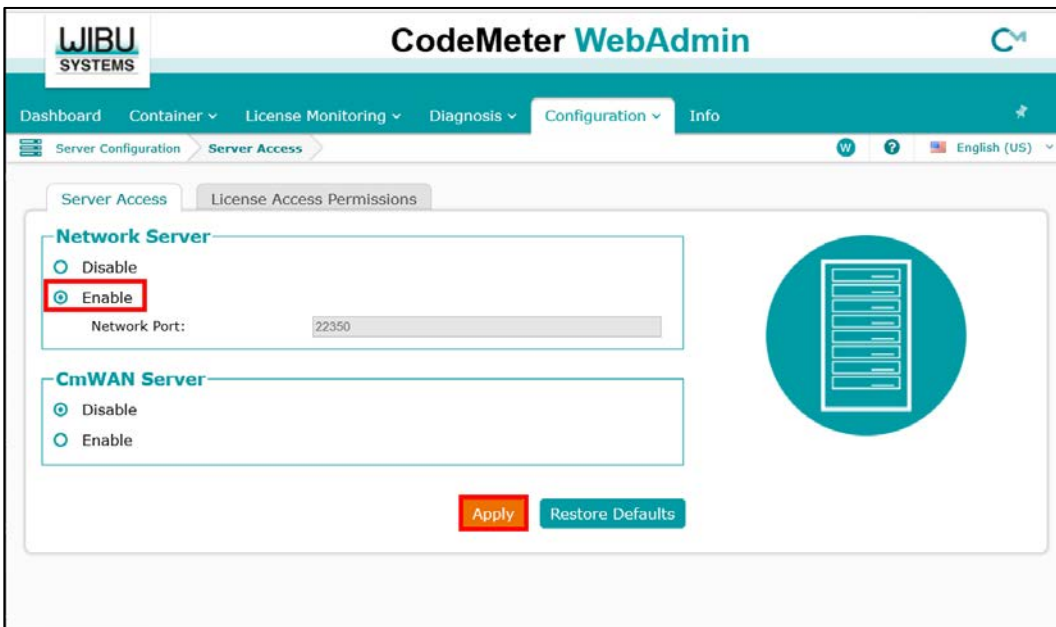 WIBU
SYSTEMS
CodeMeter WebAdmin
CM
Dashboard Container License Monitoring Diagnosis Configuration Info
Server Configuration Server Access W ? English (US)
Server Access License Access Permissions
Network Server
Disable
Enable
Network Port: 22350
CmWAN Server
Disable
Enable
Apply Restore Defaults